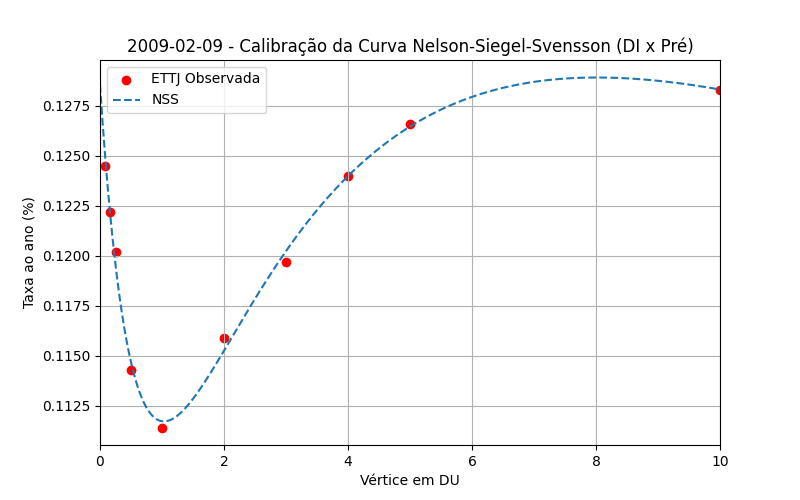 2009-02-09 - Calibração da Curva Nelson-Siegel-Svensson (DI x Pré)
ETTJ Observada
NSS
Taxa ao ano (%)
0.1275
0.1250
0.1225
0.1200
0.1175
0.1150
0.1125
0 2 4 6 8 10
Vértice em DU